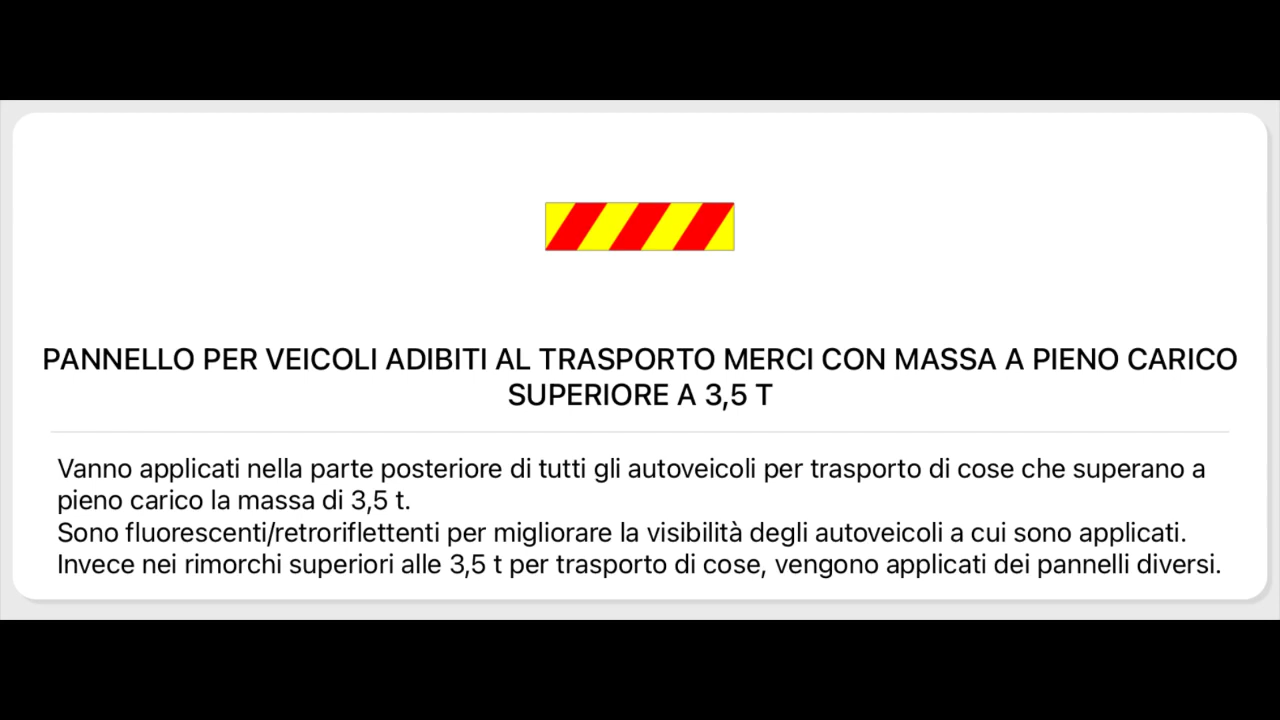 PANNELLO PER VEICOLI ADIBITI AL TRASPORTO MERCI CON MASSA A PIENO CARICO
SUPERIORE A 3,5 T
Vanno applicati nella parte posteriore di tutti gli autoveicoli per trasporto di cose che superano a
pieno carico la massa di 3,5 t.
Sono fluorescenti/retroriflettenti per migliorare la visibilità degli autoveicoli a cui sono applicati.
Invece nei rimorchi superiori alle 3,5 t per trasporto di cose, vengono applicati dei pannelli diversi.